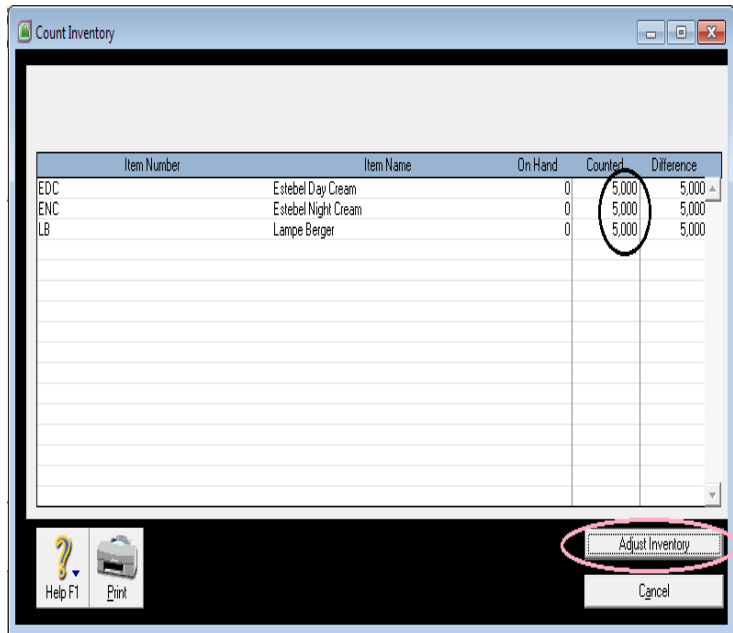 Count Inventory
Item Number Item Name On Hand Counted Difference
EDC Estebel Day Cream 0 5,000 5,000
ENC Estebel Night Cream 0 5,000 5,000
LB Lampe Berger 0 5,000 5,000
Adjust Inventory
Help F1 Print Cancel